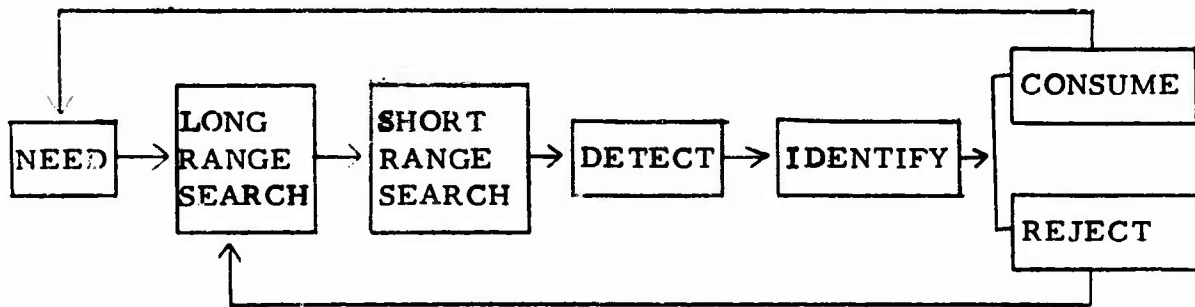 NEED
LONG
RANGE
SEARCH
SHORT
RANGE
SEARCH
DETECT
IDENTIFY
CONSUME
REJECT